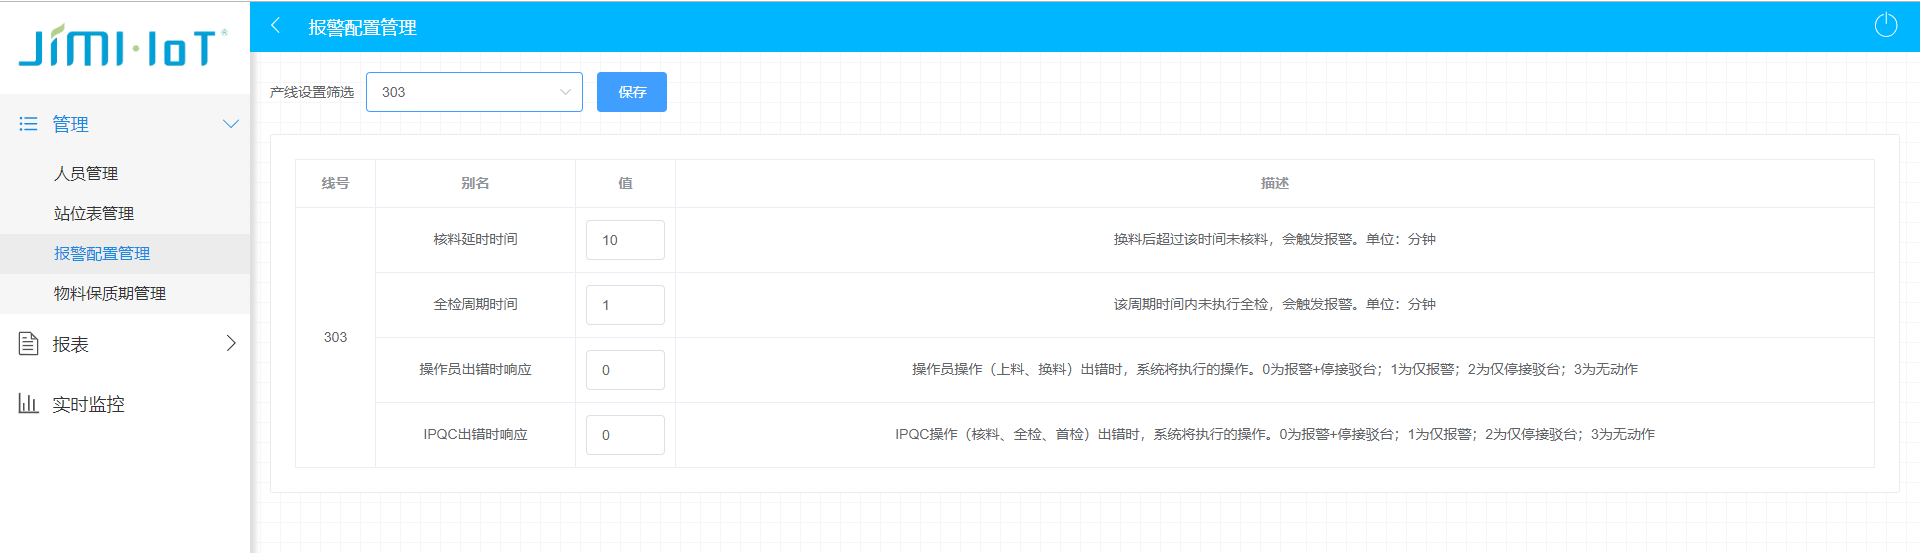 JiMI·IoT®
报警配置管理
管理
人员管理
站位表管理
报警配置管理
物料保质期管理
报表
实时监控
产线设置筛选 303 保存
线号 别名 值 描述
303
核料延时时间 10 换料后超过该时间未核料，会触发报警。单位：分钟
全检周期时间 1 该周期时间内未执行全检，会触发报警。单位：分钟
操作员出错时响应 0 操作员操作（上料、换料）出错时，系统将执行的操作。0为报警+停接驳台；1为仅报警；2为仅停接驳台；3为无动作
IPQC出错时响应 0 IPQC操作（核料、全检、首检）出错时，系统将执行的操作。0为报警+停接驳台；1为仅报警；2为仅停接驳台；3为无动作